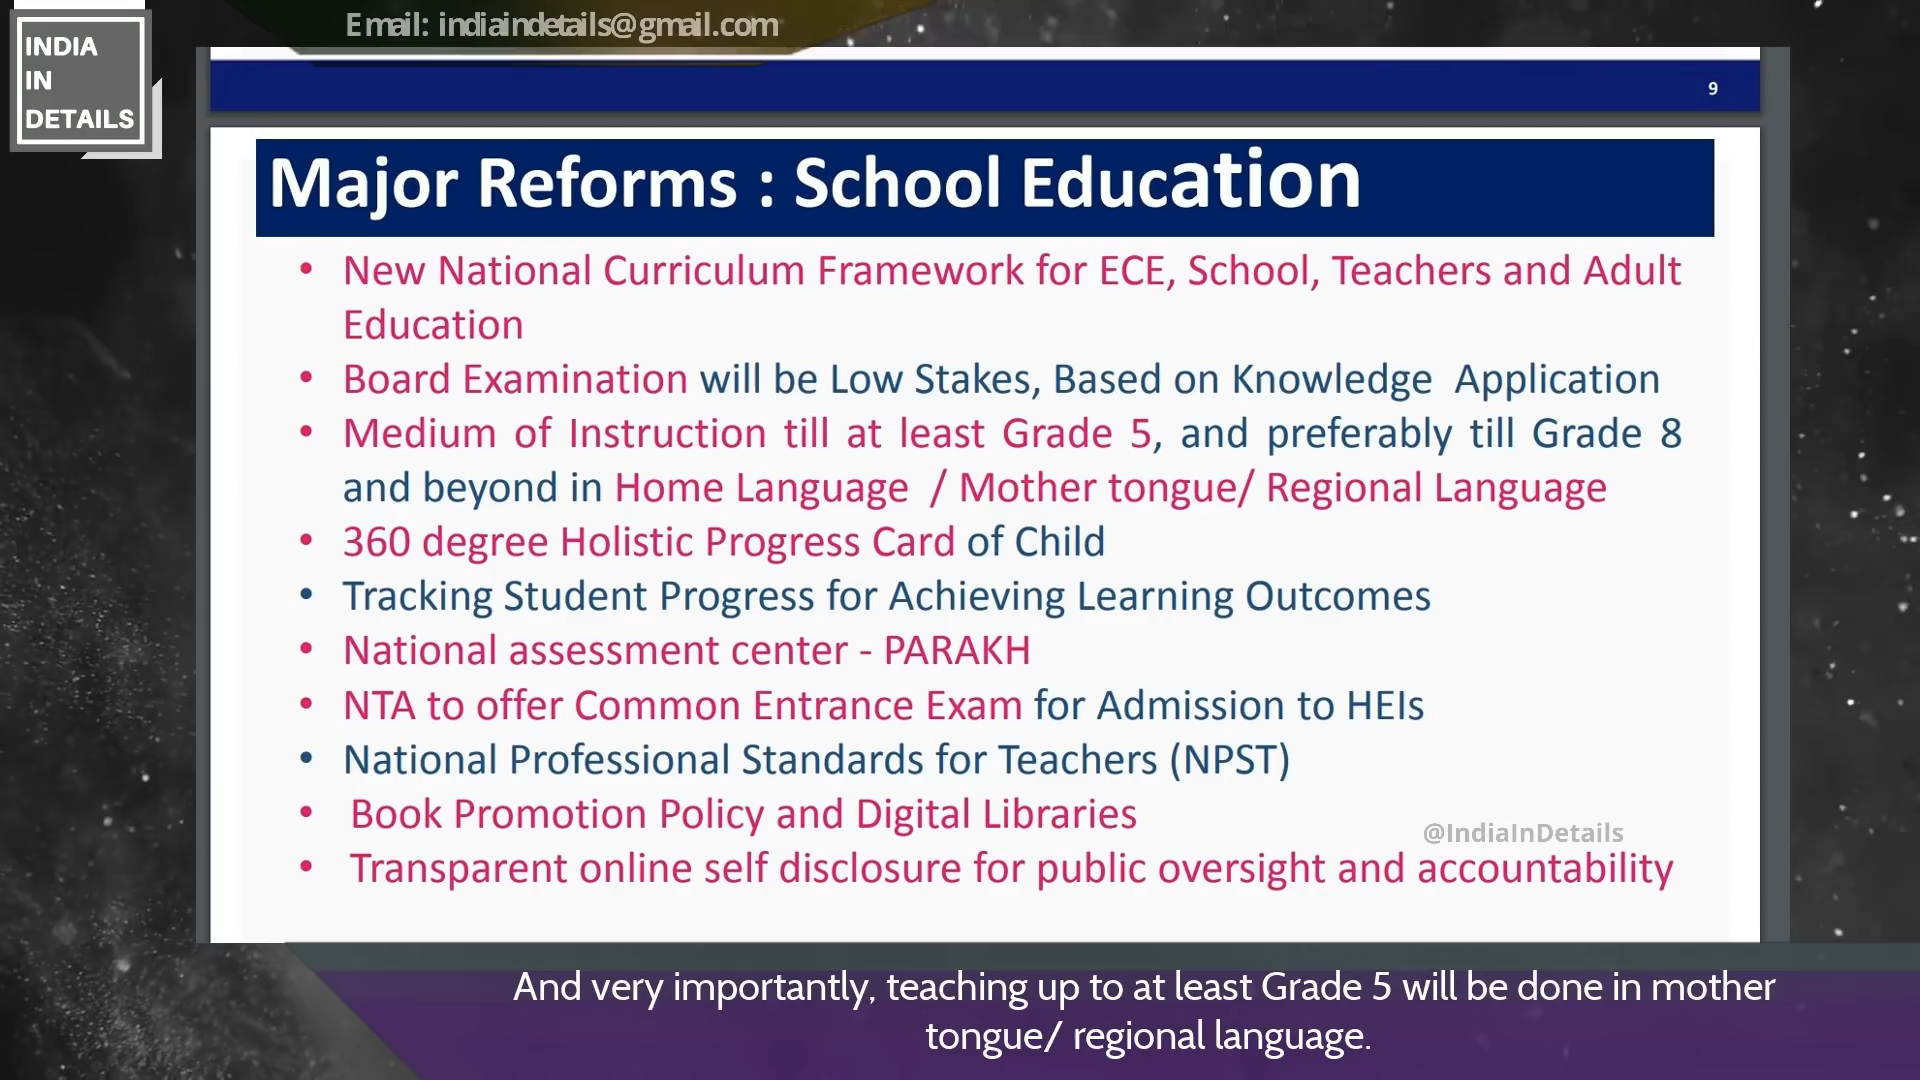 Email: indiaindetails@gmail.com
INDIA
IN
DETAILS
9
Major Reforms : School Education
• New National Curriculum Framework for ECE, School, Teachers and Adult
Education
• Board Examination will be Low Stakes, Based on Knowledge Application
• Medium of Instruction till at least Grade 5, and preferably till Grade 8
and beyond in Home Language / Mother tongue/ Regional Language
• 360 degree Holistic Progress Card of Child
• Tracking Student Progress for Achieving Learning Outcomes
• National assessment center - PARAKH
• NTA to offer Common Entrance Exam for Admission to HEIs
• National Professional Standards for Teachers (NPST)
• Book Promotion Policy and Digital Libraries
@IndiaInDetails
• Transparent online self disclosure for public oversight and accountability
And very importantly, teaching up to at least Grade 5 will be done in mother
tongue/ regional language.